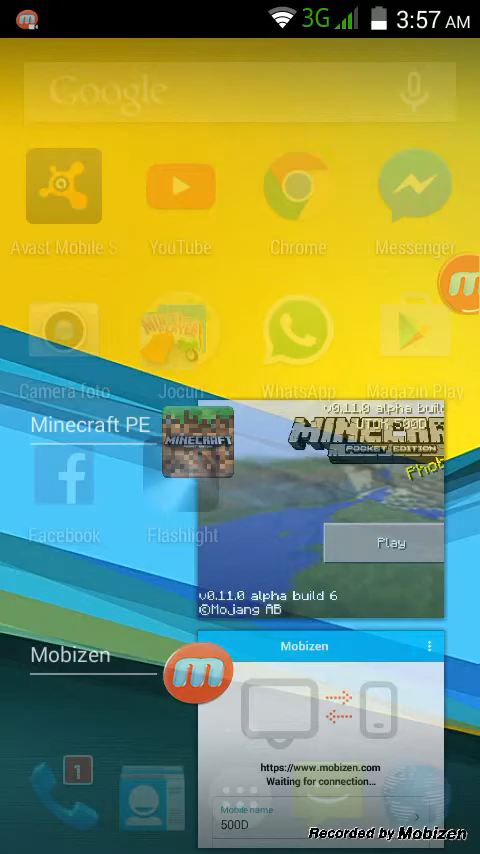 3G 3:57 AM
Google
Avast Mobile S YouTube Chrome Messenger
Camera foto Jocuri WhatsApp Magazin Play
Minecraft PE
MINECRAFT
v0.11.0 alpha buil
POCKET EDITION
Facebook Flashlight
Play
v0.11.0 alpha build 6
©Mojang AB
Mobizen
Mobizen
https://www.mobizen.com
Waiting for connection...
1
Mobile name
500D
Recorded by Mobizen